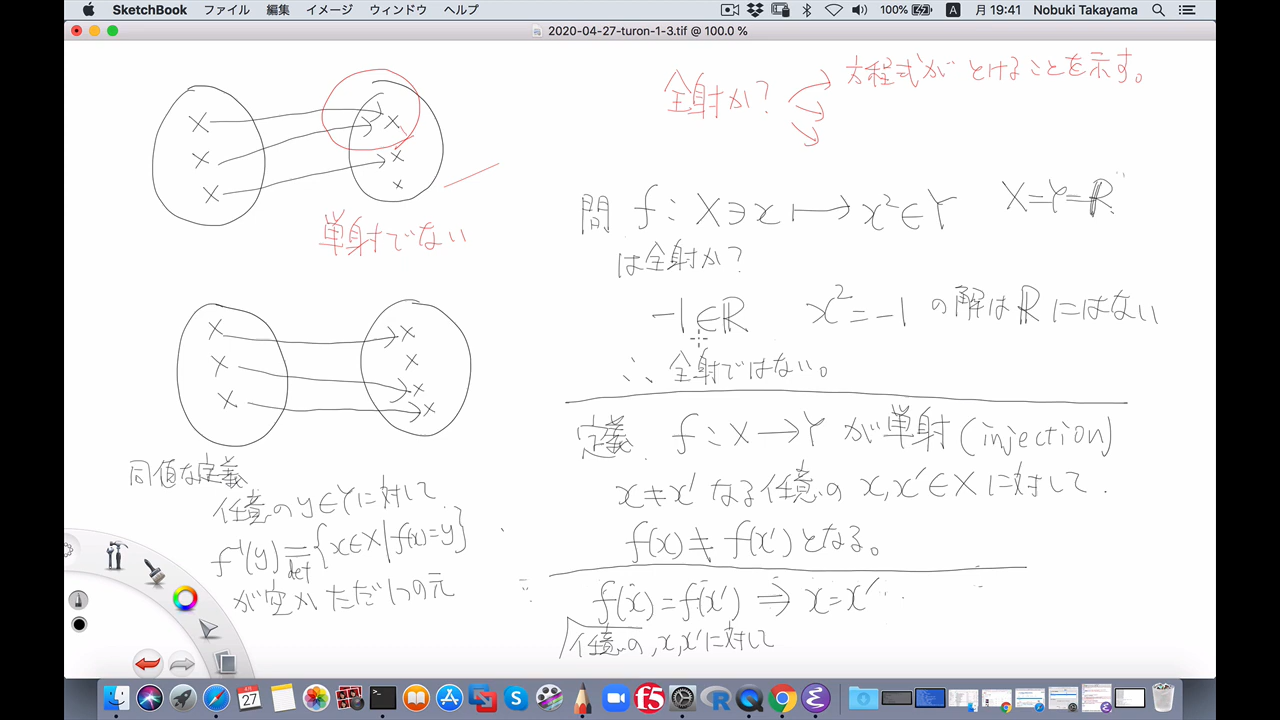 SketchBook ファイル 編集 イメージ ウィンドウ ヘルプ 100% A 月 19:41 Nobuki Takayama
2020-04-27-turon-1-3.tif @ 100.0 %
単射でない
同値な定義
任意の y∈Y に対して
f⁻¹(y) = {x∈X | f(x)=y}
def
が空か ただ1つの元
全射か? 方程式が とけることを示す。
問 f : X∋x ↦ x²∈Y X=Y=ℝ
は全射か?
-1∈ℝ x²=-1 の解は ℝ にはない
∴ 全射ではない。
定義. f : X→Y が単射(injection)
x≠x' なる任意の x, x'∈X に対して.
f(x)≠f(x') となる。
f(x)=f(x') ⇒ x=x'
任意の, x, x' に対して
4月
27
S
f5
R
Q